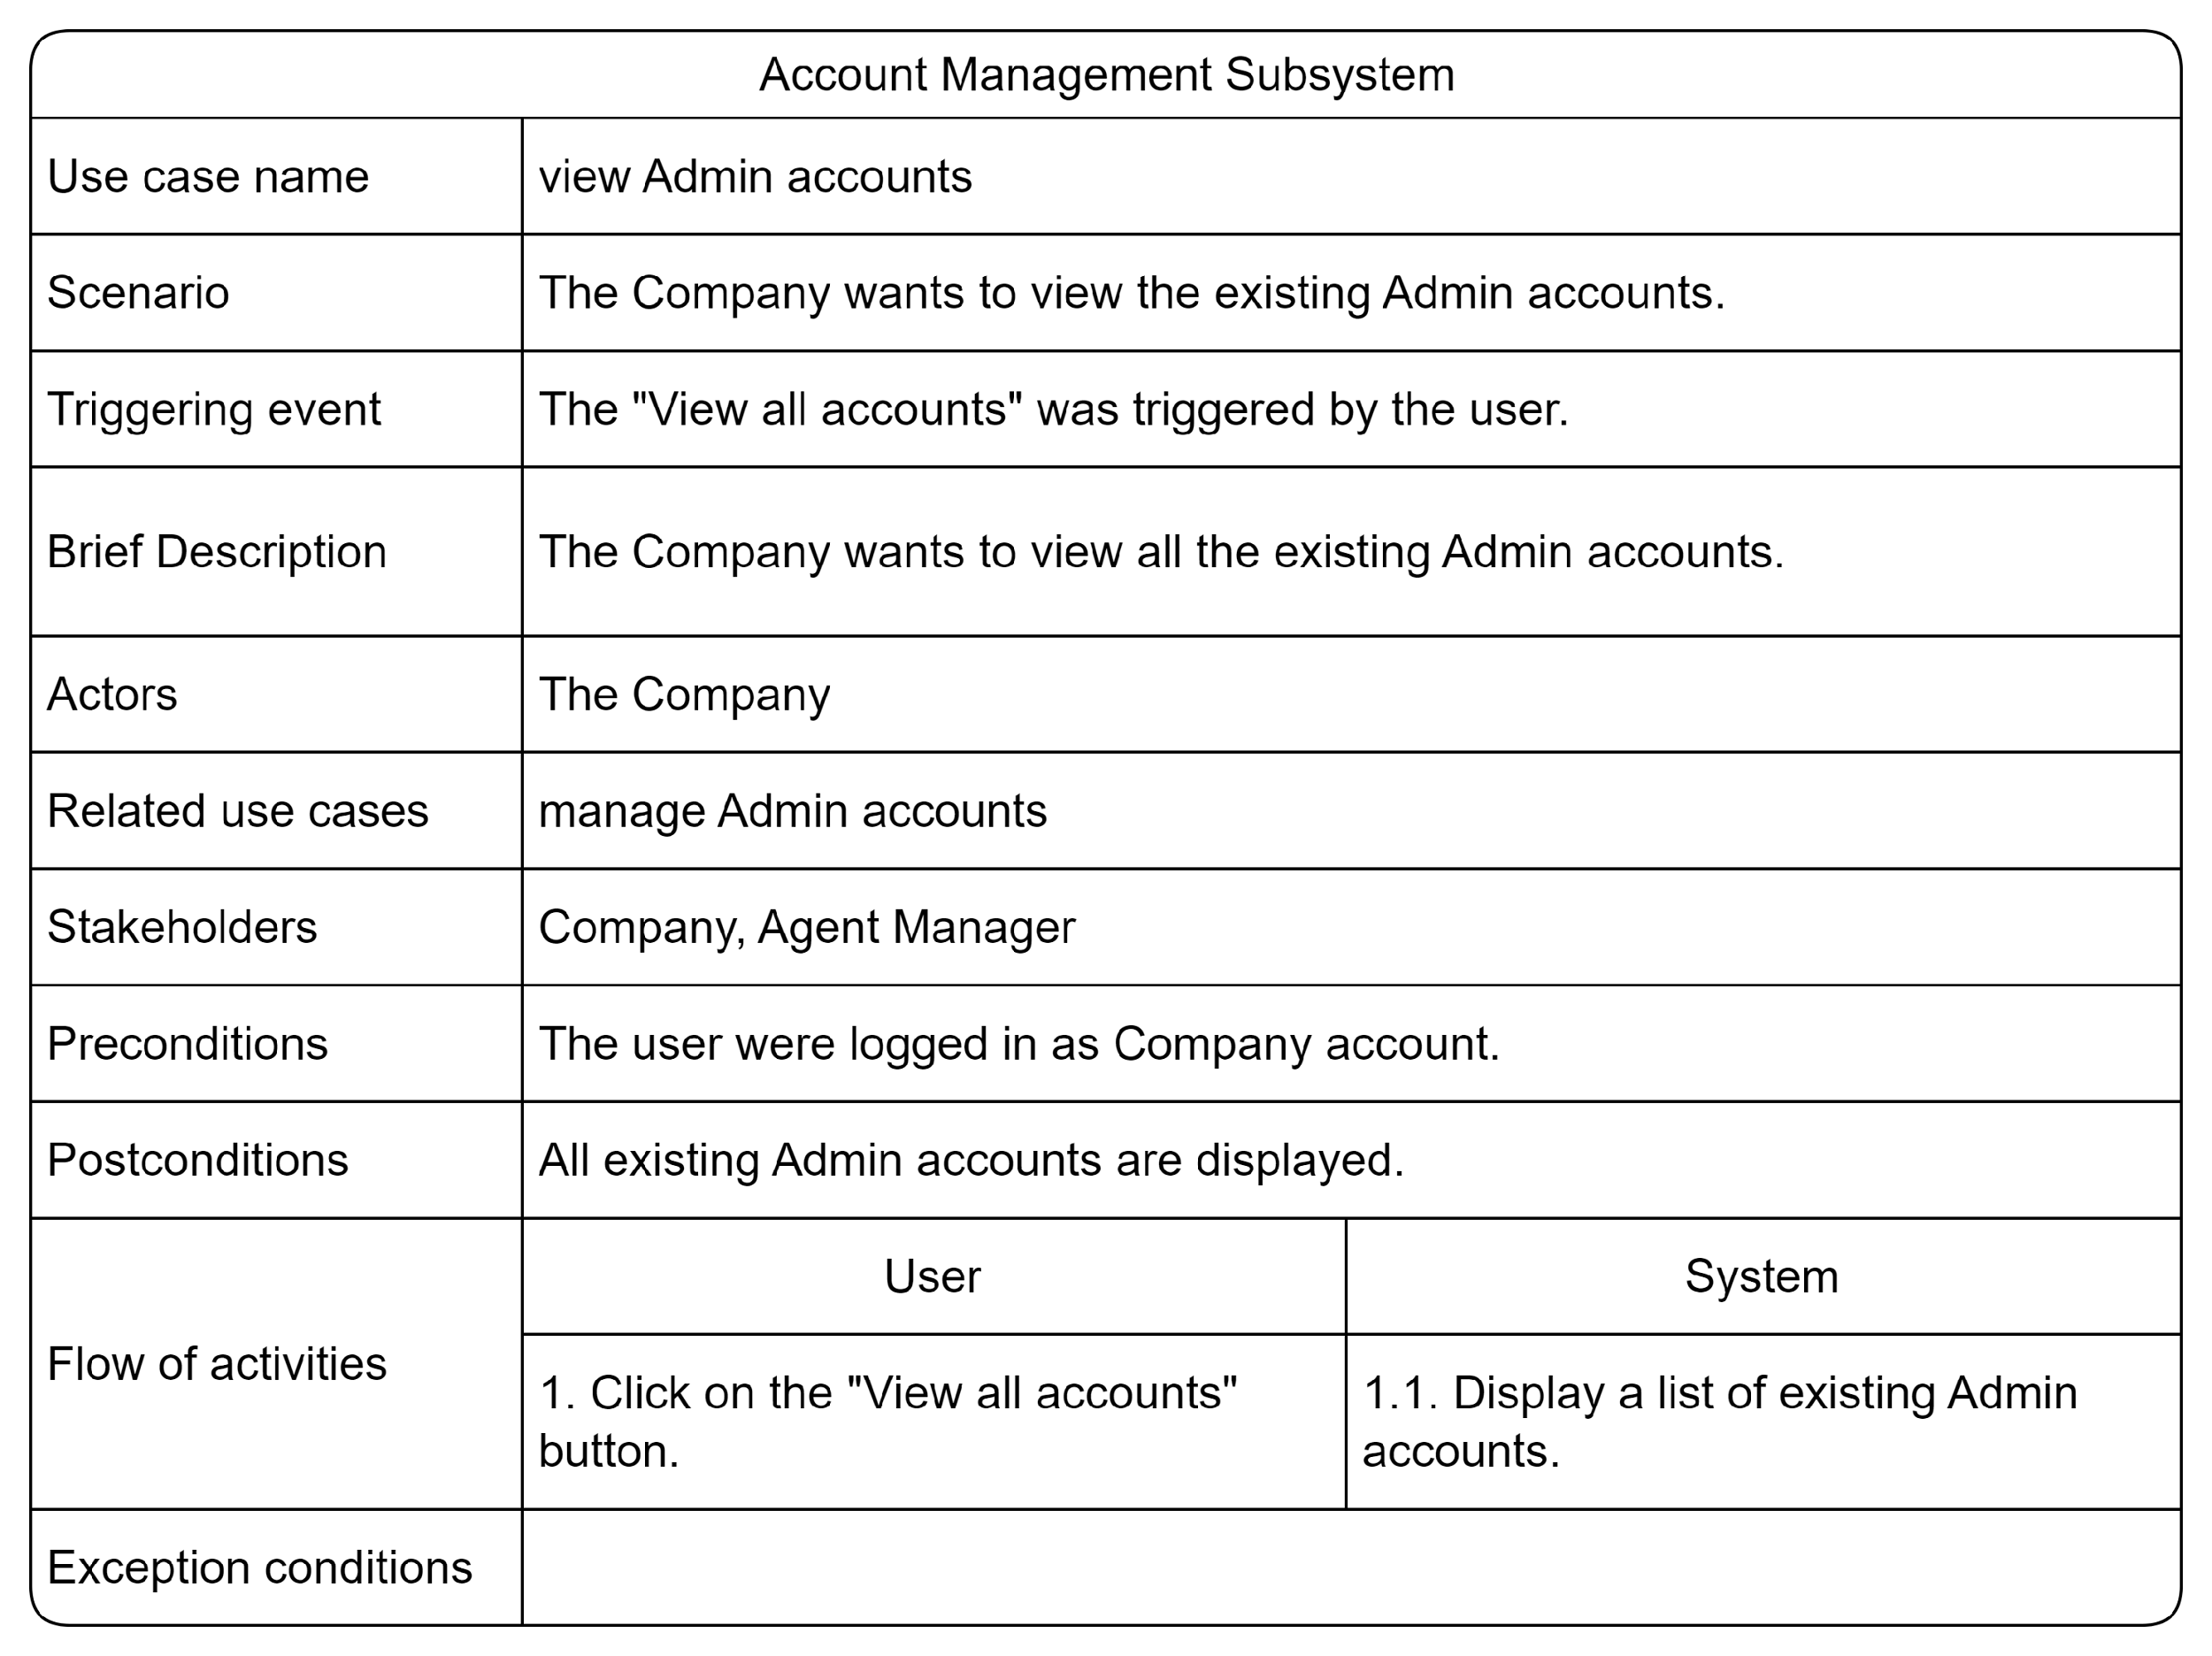 Account Management Subsystem
Use case name
view Admin accounts
Scenario
The Company wants to view the existing Admin accounts.
Triggering event
The "View all accounts" was triggered by the user.
Brief Description
The Company wants to view all the existing Admin accounts.
Actors
The Company
Related use cases
manage Admin accounts
Stakeholders
Company, Agent Manager
Preconditions
The user were logged in as Company account.
Postconditions
All existing Admin accounts are displayed.
Flow of activities
User
System
1. Click on the "View all accounts"
button.
1.1. Display a list of existing Admin
accounts.
Exception conditions